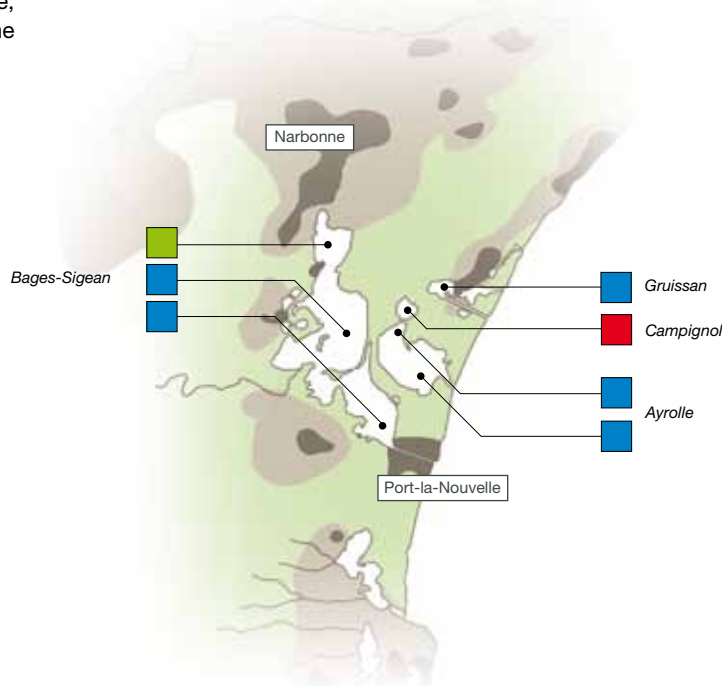 Narbonne
Bages-Sigean
Gruissan
Campignol
Ayrolle
Port-la-Nouvelle